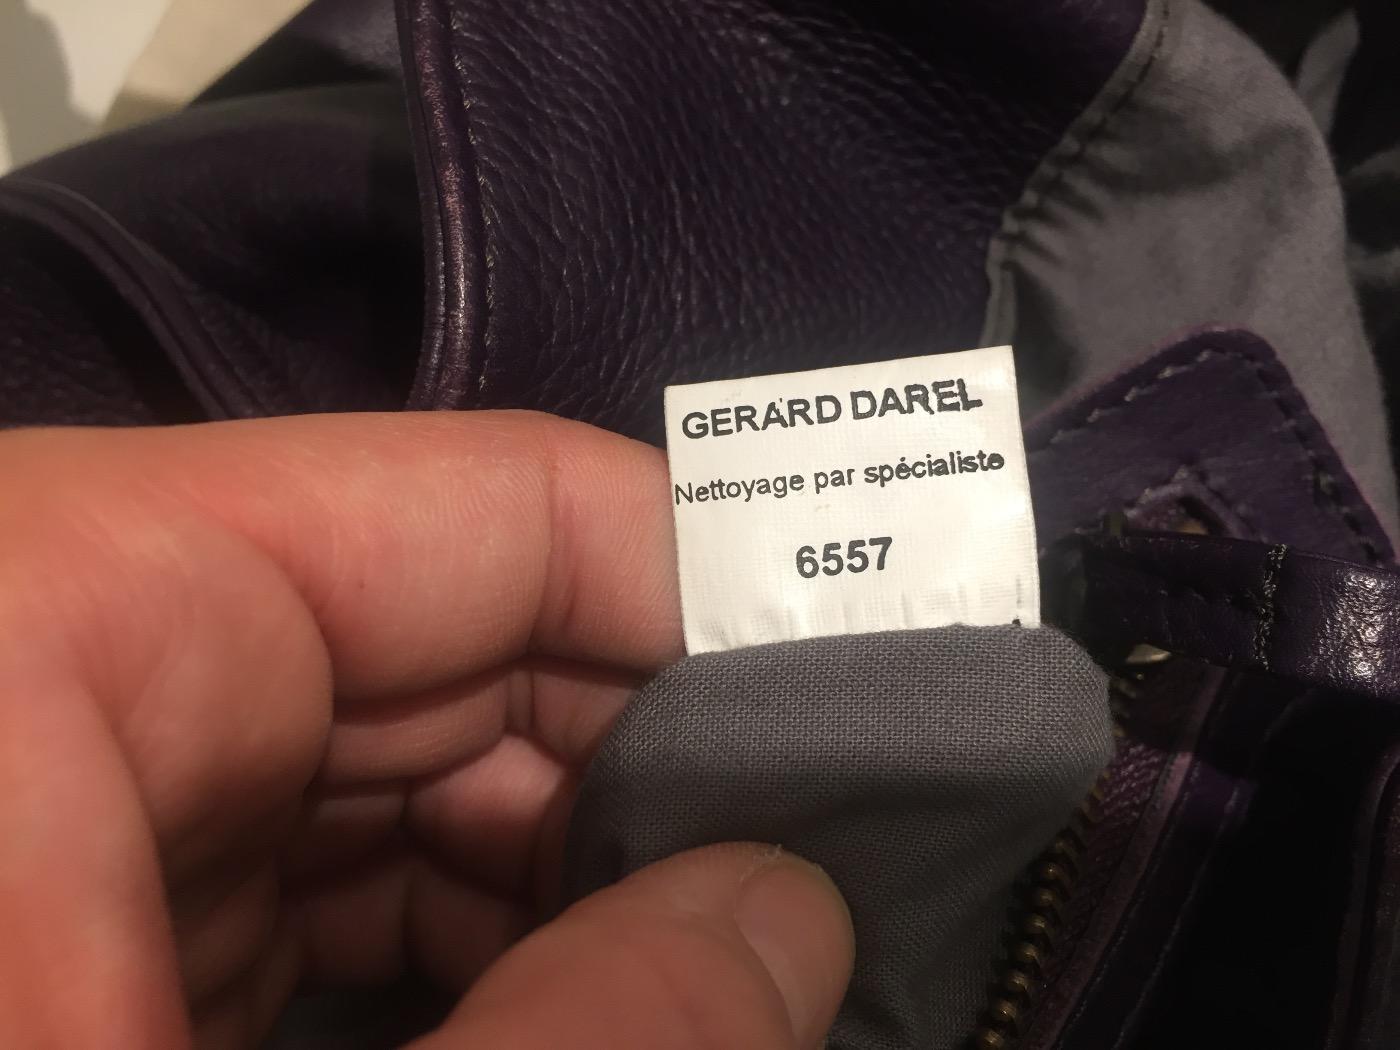 GERARD DAREL
Nettoyage par spécialiste
6557